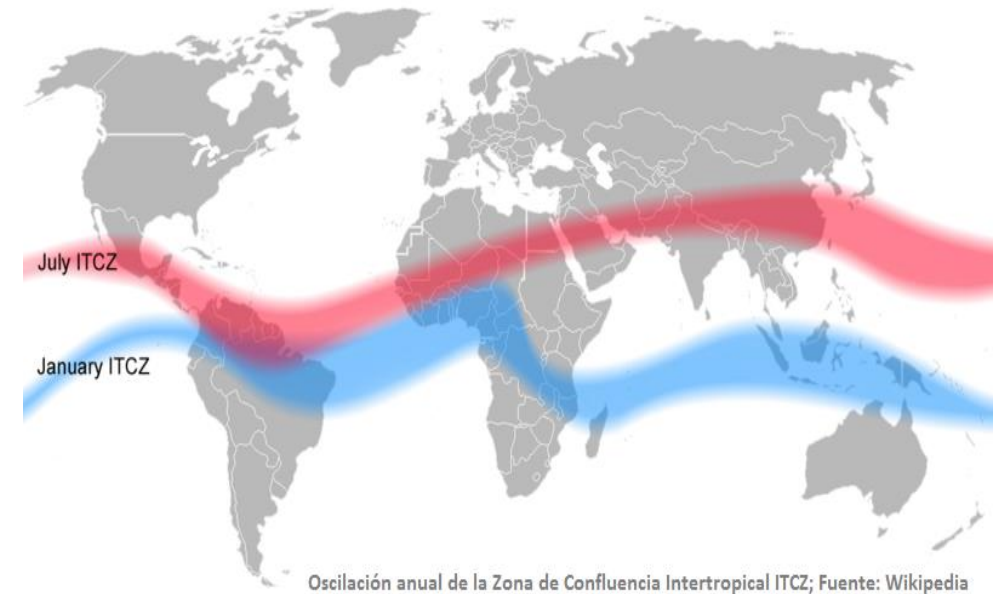 July ITCZ
January ITCZ
Oscilación anual de la Zona de Confluencia Intertropical ITCZ; Fuente: Wikipedia